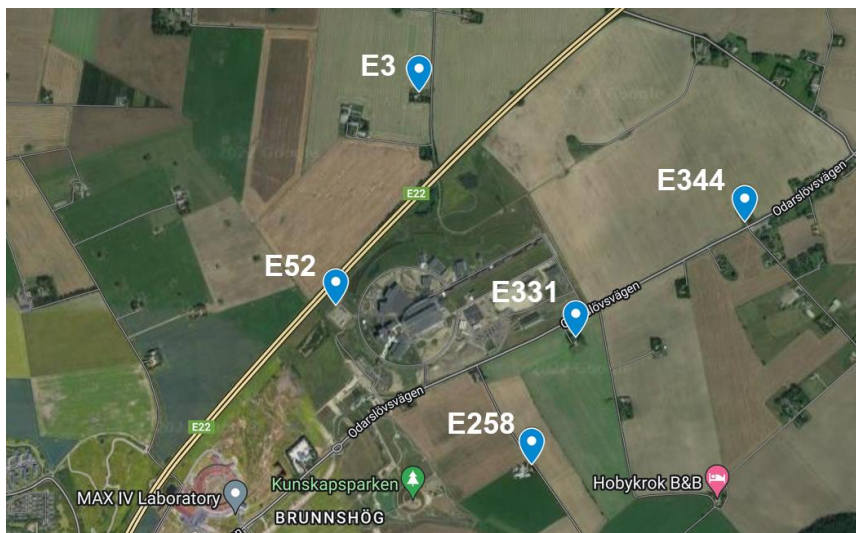 E3
E344
E22
E52
Odarslövsvägen
E331
Odarslövsvägen
Odarslövsvägen
E22
E258
Kunskapsparken
Hobykrok B&B
MAX IV Laboratory
BRUNNSHÖG